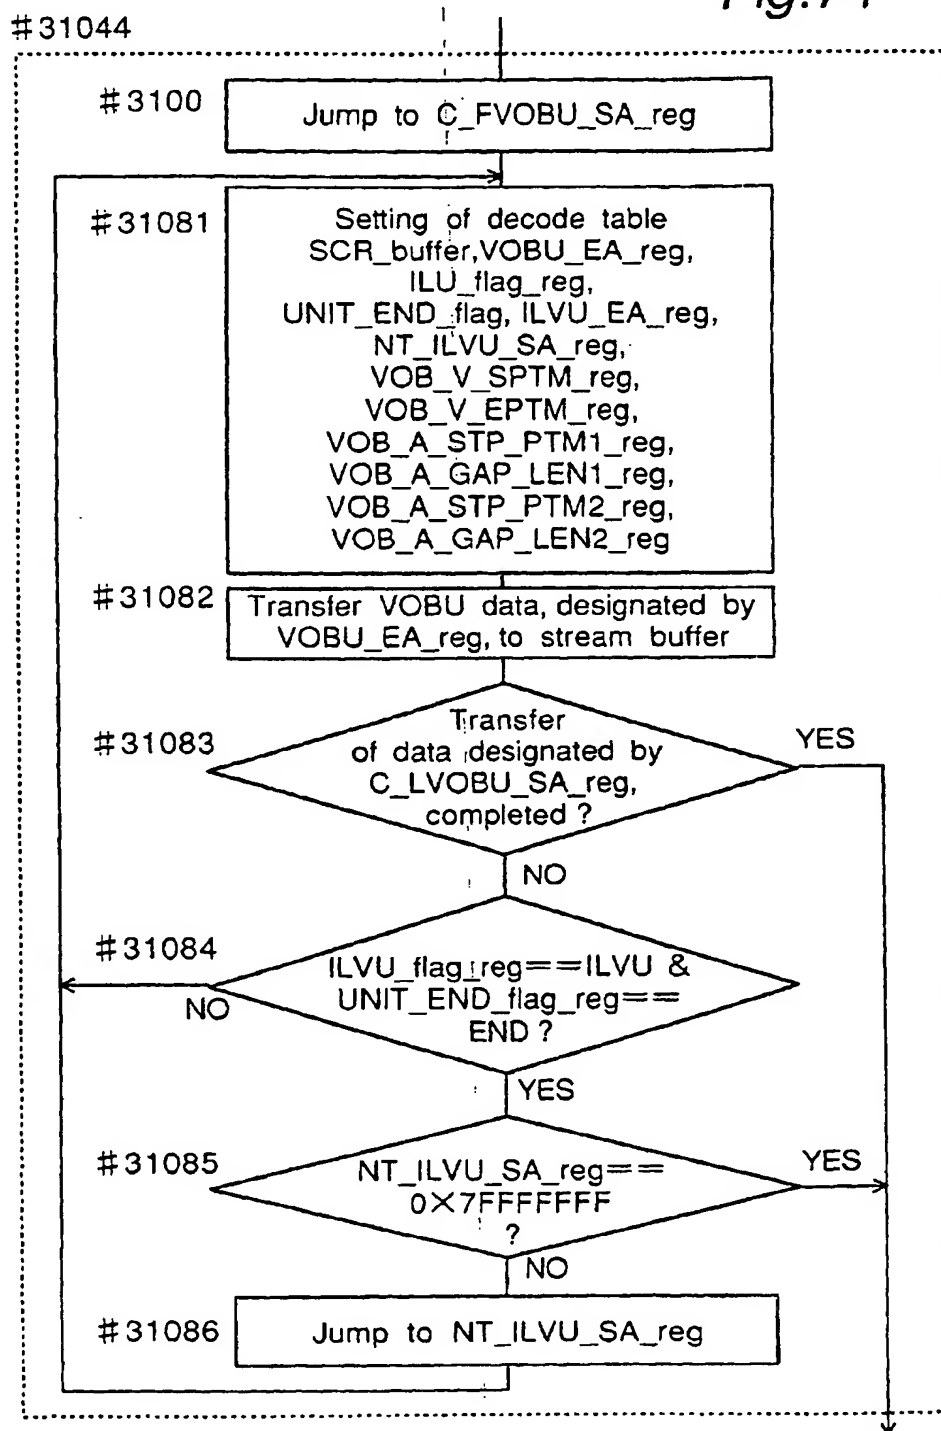 #31044
#3100
Jump to C_FVOBU_SA_reg
#31081
Setting of decode table
SCR_buffer,VOBU_EA_reg,
ILU_flag_reg,
UNIT_END_flag, ILVU_EA_reg,
NT_ILVU_SA_reg,
VOB_V_SPTM_reg,
VOB_V_EPTM_reg,
VOB_A_STP_PTM1_reg,
VOB_A_GAP_LEN1_reg,
VOB_A_STP_PTM2_reg,
VOB_A_GAP_LEN2_reg
#31082
Transfer VOBU data, designated by
VOBU_EA_reg, to stream buffer
#31083
Transfer
of data designated by
C_LVOBU_SA_reg,
completed ?
YES
NO
#31084
ILVU_flag_reg==ILVU &
UNIT_END_flag_reg==
END ?
NO
YES
#31085
NT_ILVU_SA_reg==
0X7FFFFFFF
?
YES
NO
#31086
Jump to NT_ILVU_SA_reg